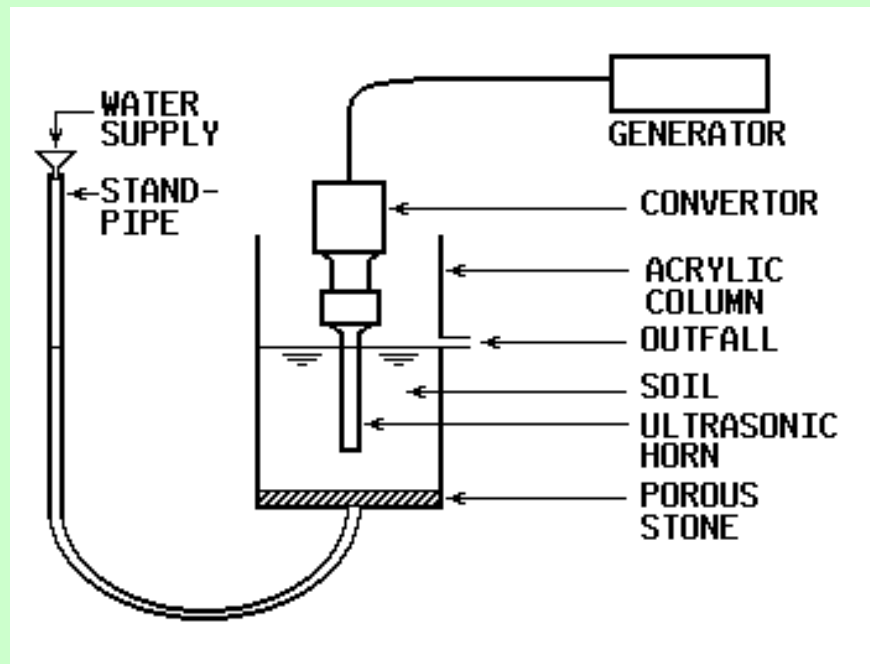 WATER
SUPPLY
STAND-
PIPE
GENERATOR
CONVERTOR
ACRYLIC
COLUMN
OUTFALL
SOIL
ULTRASONIC
HORN
POROUS
STONE